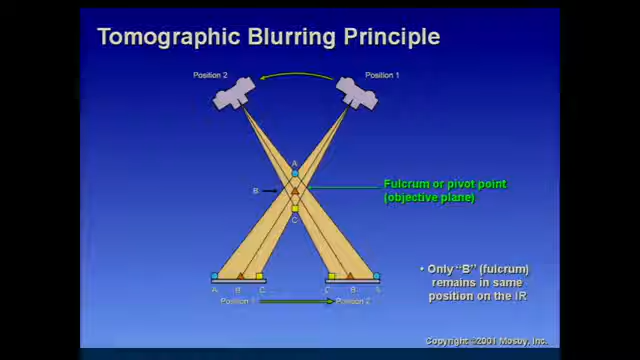 Tomographic Blurring Principle
Position 2
Position 1
A
B
Fulcrum or pivot point
(objective plane)
C
• Only “B” (fulcrum)
remains in same
position on the IR
A B C
C B A
Position 1
Position 2
Copyright ©2001 Mosby, Inc.